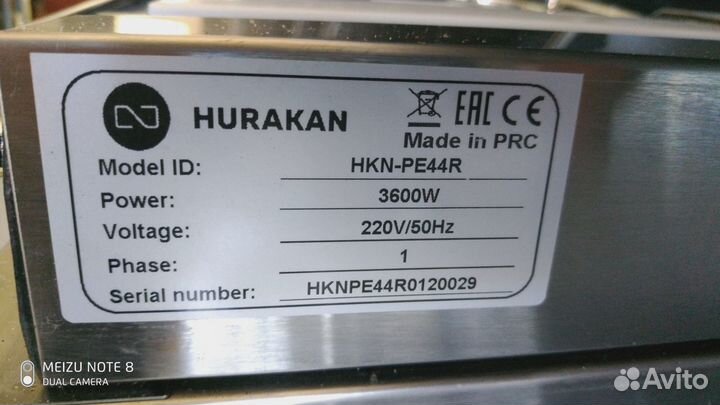 HURAKAN
EAC CE
Made in PRC
Model ID: HKN-PE44R
Power: 3600W
Voltage: 220V/50Hz
Phase: 1
Serial number: HKNPE44R0120029
MEIZU NOTE 8
DUAL CAMERA
Avito